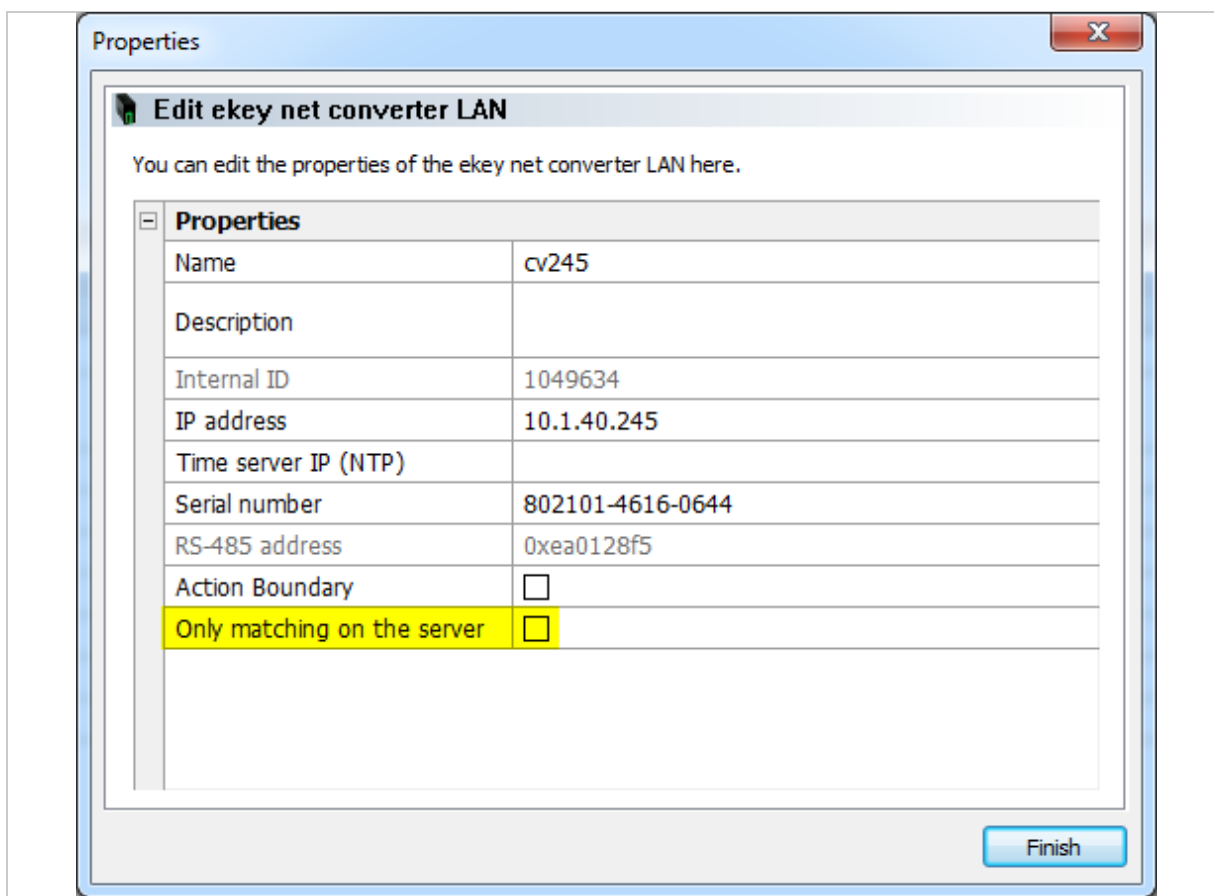 Properties
Edit ekey net converter LAN
You can edit the properties of the ekey net converter LAN here.
Properties
Name cv245
Description
Internal ID 1049634
IP address 10.1.40.245
Time server IP (NTP)
Serial number 802101-4616-0644
RS-485 address 0xea0128f5
Action Boundary
Only matching on the server
Finish